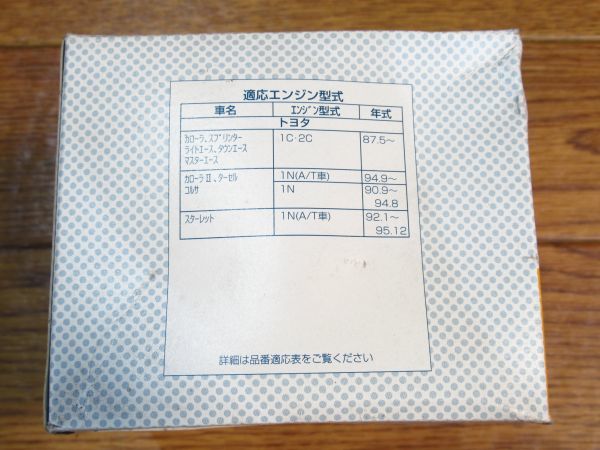 適応エンジン型式
車名 エンジン型式 年式
トヨタ
カローラ、スプリンター 1C・2C 87.5～
ライトエース、タウンエース
マスターエース
カローラⅡ、ターセル 1N(A/T車) 94.9～
コルサ 1N 90.9～
94.8
スターレット 1N(A/T車) 92.1～
95.12
詳細は品番適応表をご覧ください